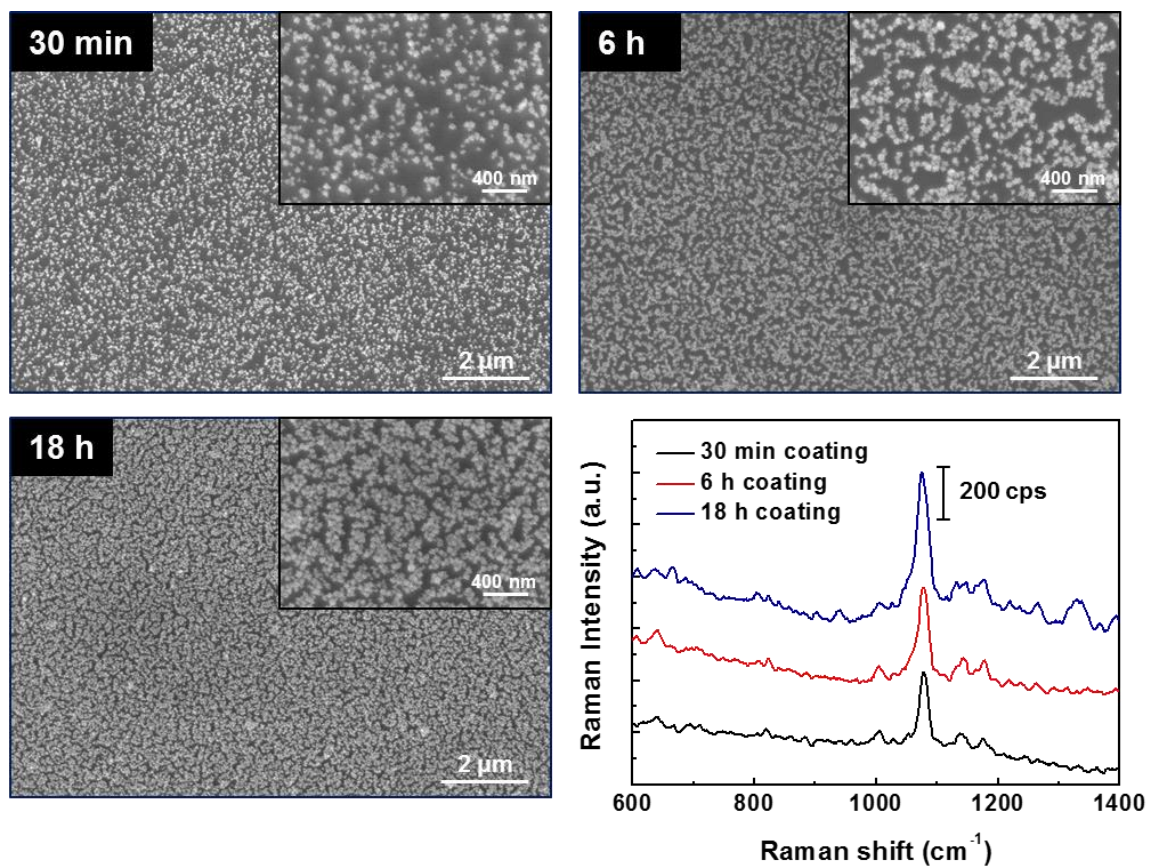 30 min
400 nm
2 µm
6 h
400 nm
2 µm
18 h
400 nm
2 µm
30 min coating
6 h coating
18 h coating
200 cps
Raman Intensity (a.u.)
600 800 1000 1200 1400
Raman shift (cm⁻¹)